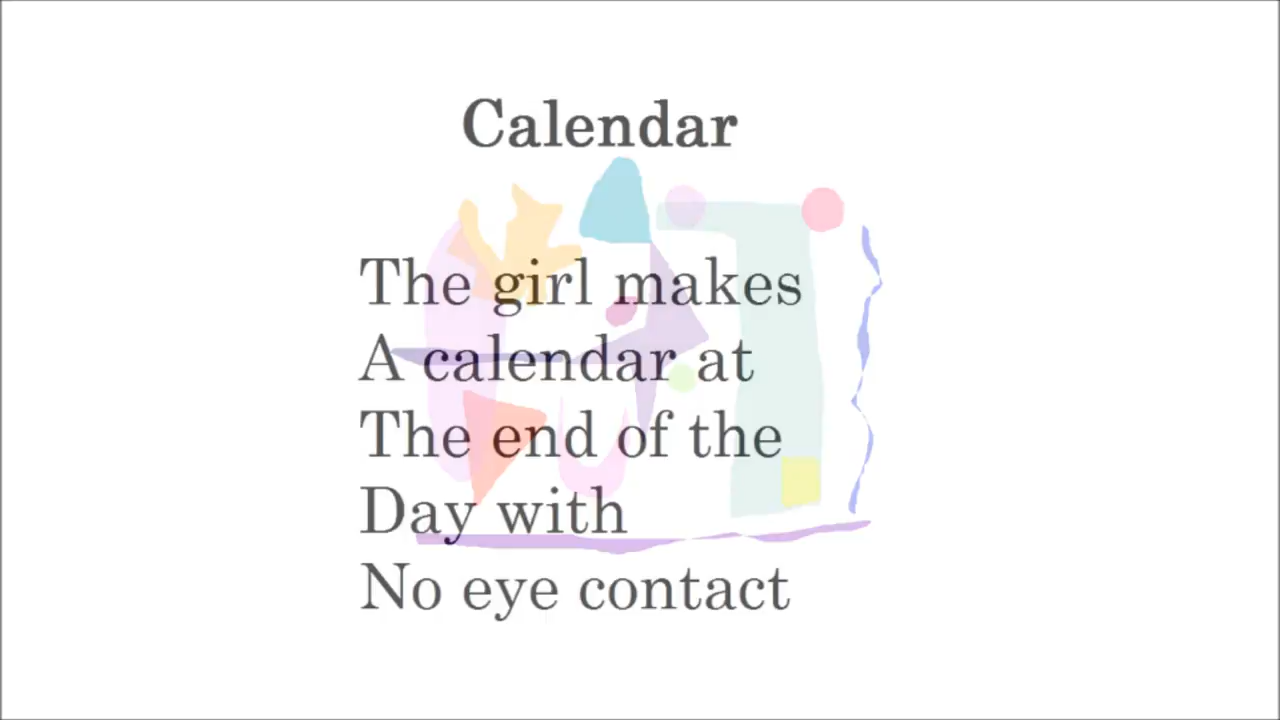 Calendar
The girl makes
A calendar at
The end of the
Day with
No eye contact